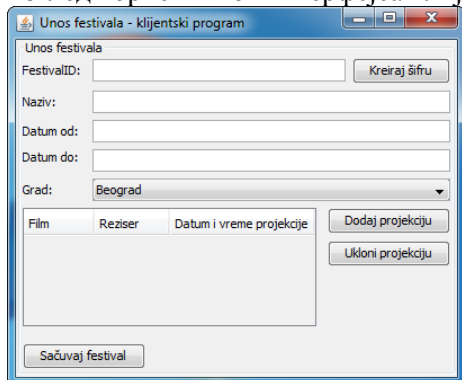 Unos festivala - klijentski program
Unos festivala
FestivalID:
Kreiraj šifru
Naziv:
Datum od:
Datum do:
Grad:
Beograd
Film Reziser Datum i vreme projekcije
Dodaj projekciju
Ukloni projekciju
Sačuvaj festival